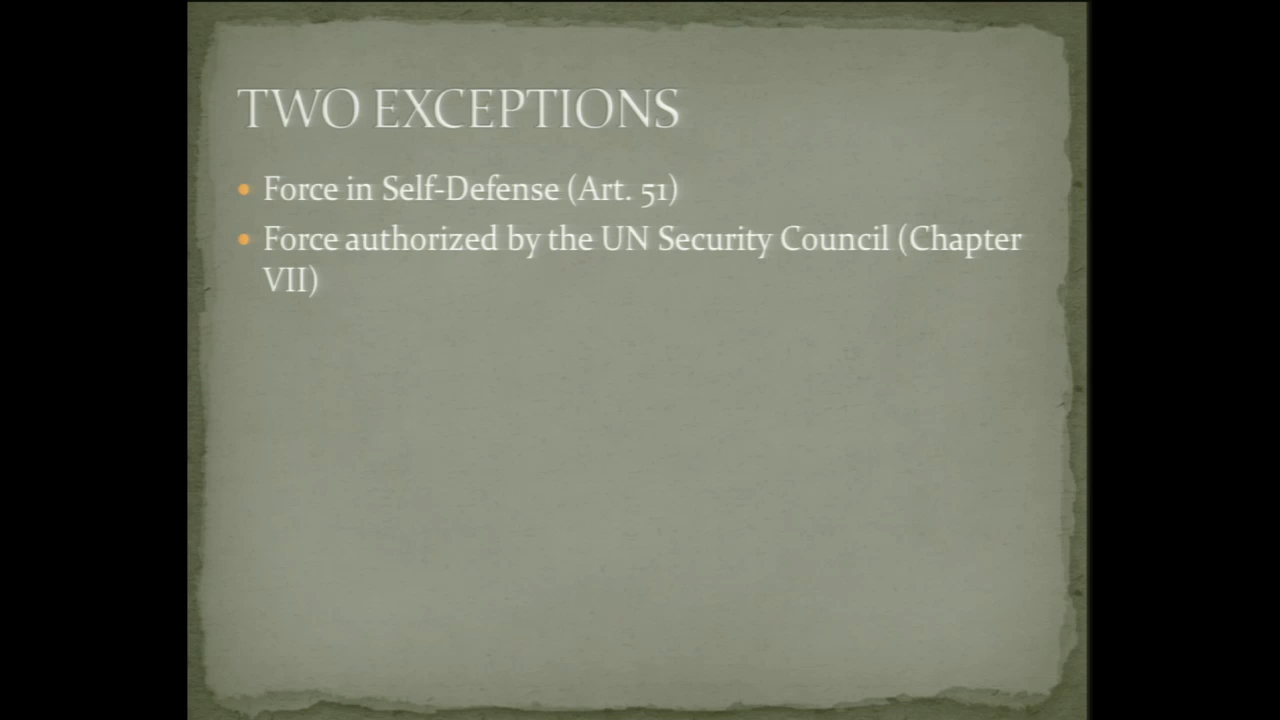 TWO EXCEPTIONS
• Force in Self-Defense (Art. 51)
• Force authorized by the UN Security Council (Chapter
VII)